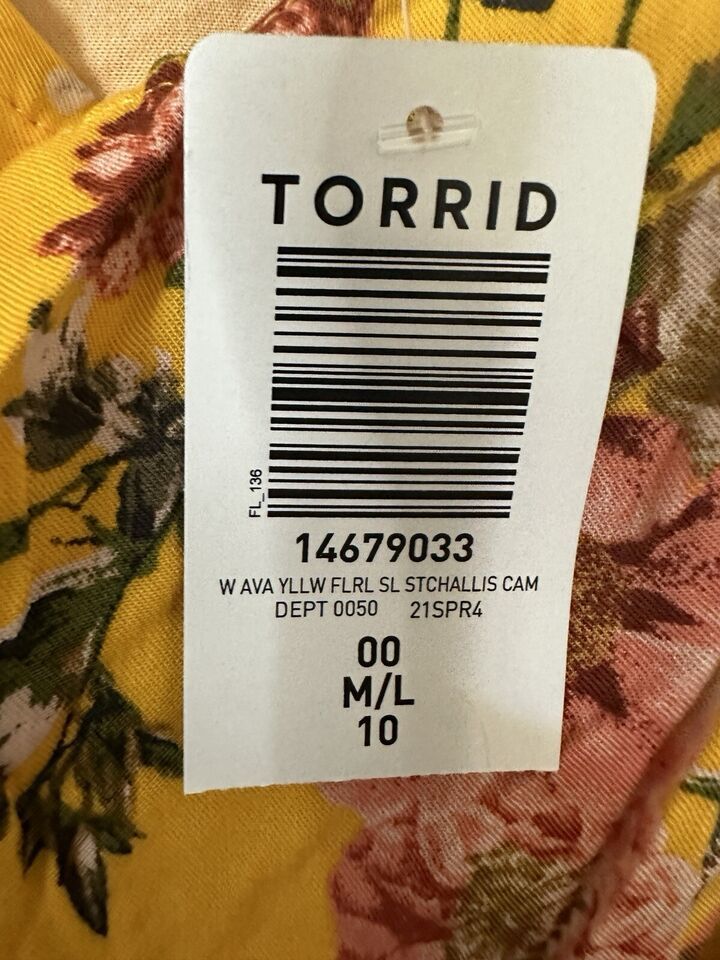 TORRID
FL_136
14679033
W AVA YLLW FLRL SL STCHALLIS CAM
DEPT 0050 21SPR4
00
M/L
10